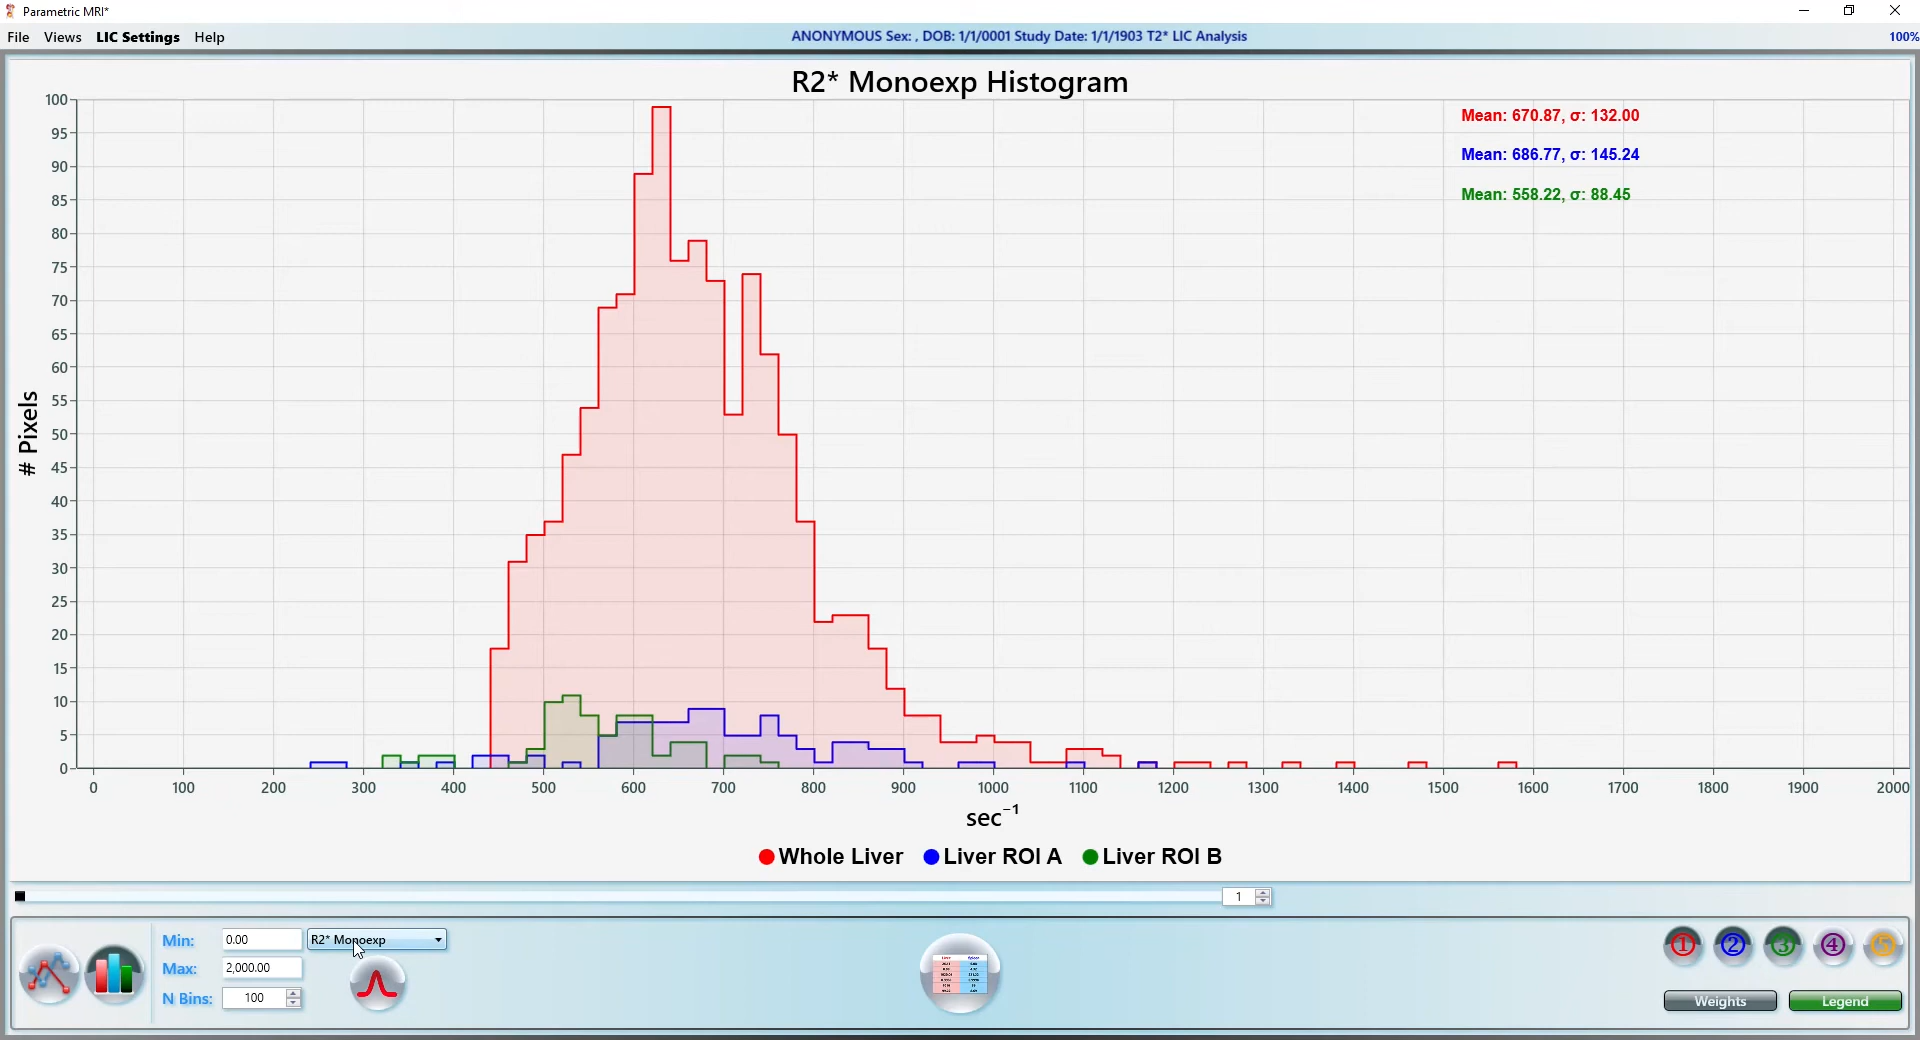 Parametric MRI*
File Views LIC Settings Help
ANONYMOUS Sex: , DOB: 1/1/0001 Study Date: 1/1/1903 T2* LIC Analysis
100%
R2* Monoexp Histogram
Mean: 670.87, σ: 132.00
Mean: 686.77, σ: 145.24
Mean: 558.22, σ: 88.45
100
95
90
85
80
75
70
65
60
55
50
45
40
35
30
25
20
15
10
5
0
# Pixels
0 100 200 300 400 500 600 700 800 900 1000 1100 1200 1300 1400 1500 1600 1700 1800 1900 2000
sec⁻¹
Whole Liver Liver ROI A Liver ROI B
1
Min: 0.00 R2* Monoexp
Max: 2,000.00
N Bins: 100
1 2 3 4 5
Weights Legend